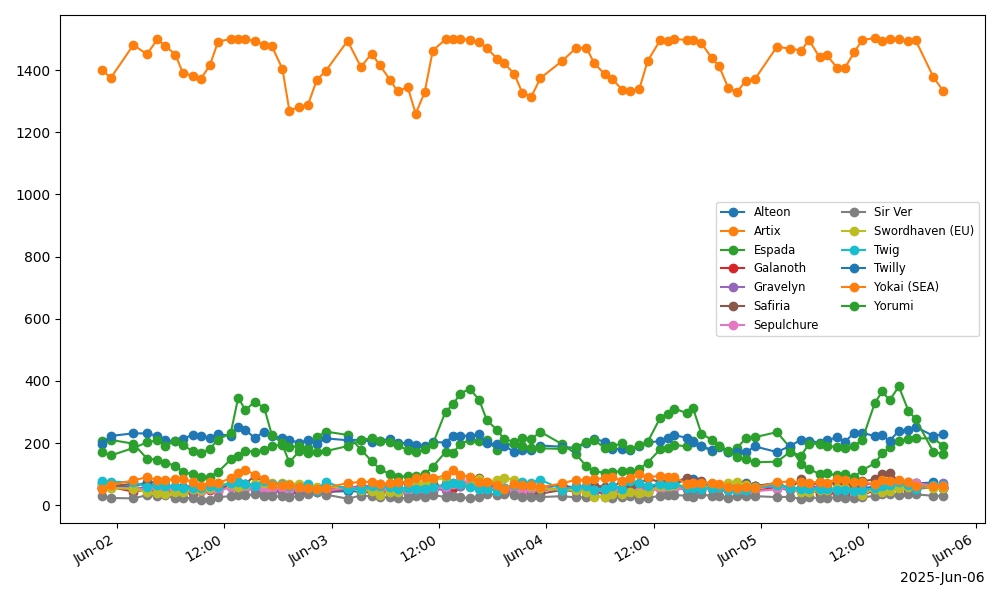 1400
1200
1000
800
600
400
200
0
Alteon
Artix
Espada
Galanoth
Gravelyn
Safiria
Sepulchure
Sir Ver
Swordhaven (EU)
Twig
Twilly
Yokai (SEA)
Yorumi
Jun-02
12:00
Jun-03
12:00
Jun-04
12:00
Jun-05
12:00
Jun-06
2025-Jun-06